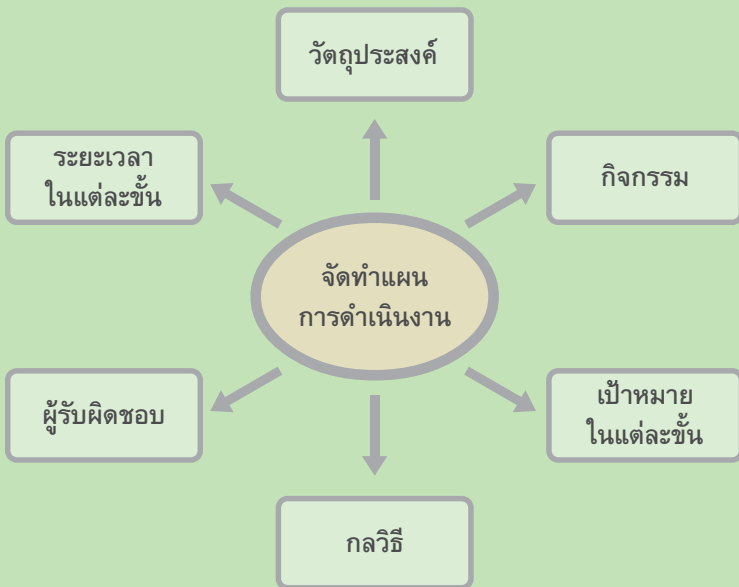 วัตถุประสงค์
ระยะเวลา
ในแต่ละขั้น
กิจกรรม
จัดทำแผน
การดำเนินงาน
ผู้รับผิดชอบ
เป้าหมาย
ในแต่ละขั้น
กลวิธี